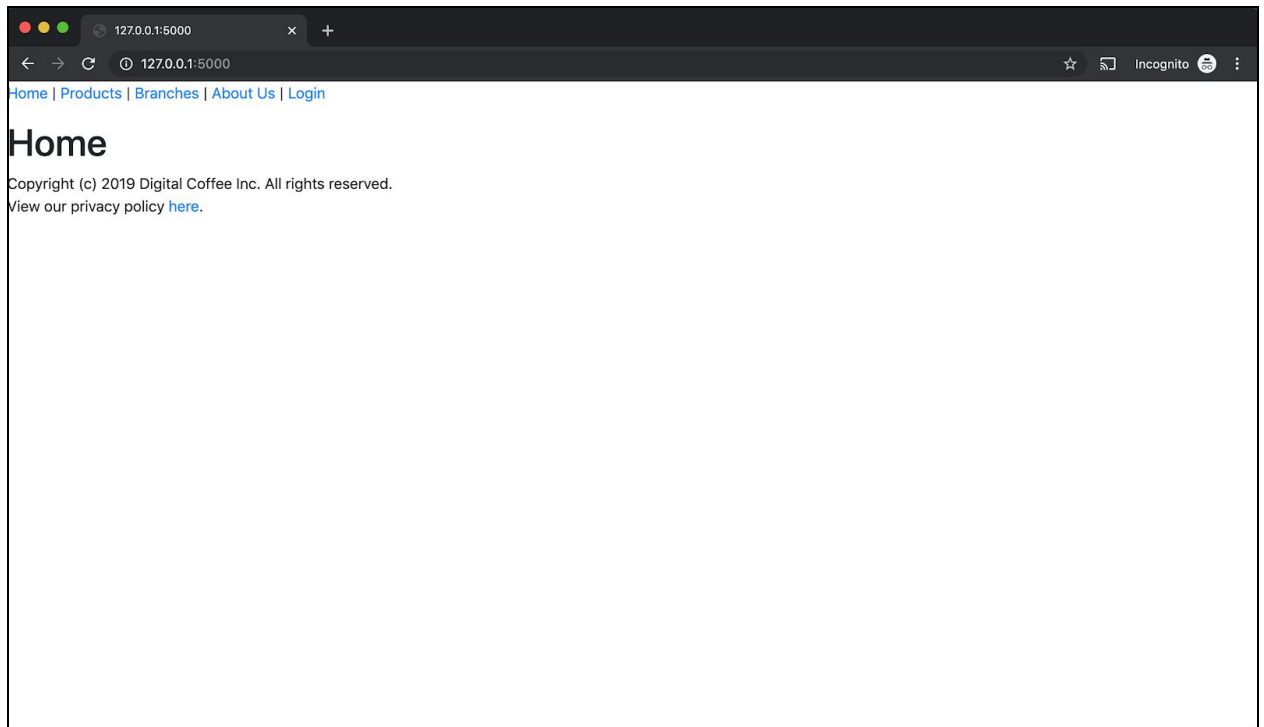 127.0.0.1:5000
127.0.0.1:5000 Incognito
Home | Products | Branches | About Us | Login
Home
Copyright (c) 2019 Digital Coffee Inc. All rights reserved.
View our privacy policy here.